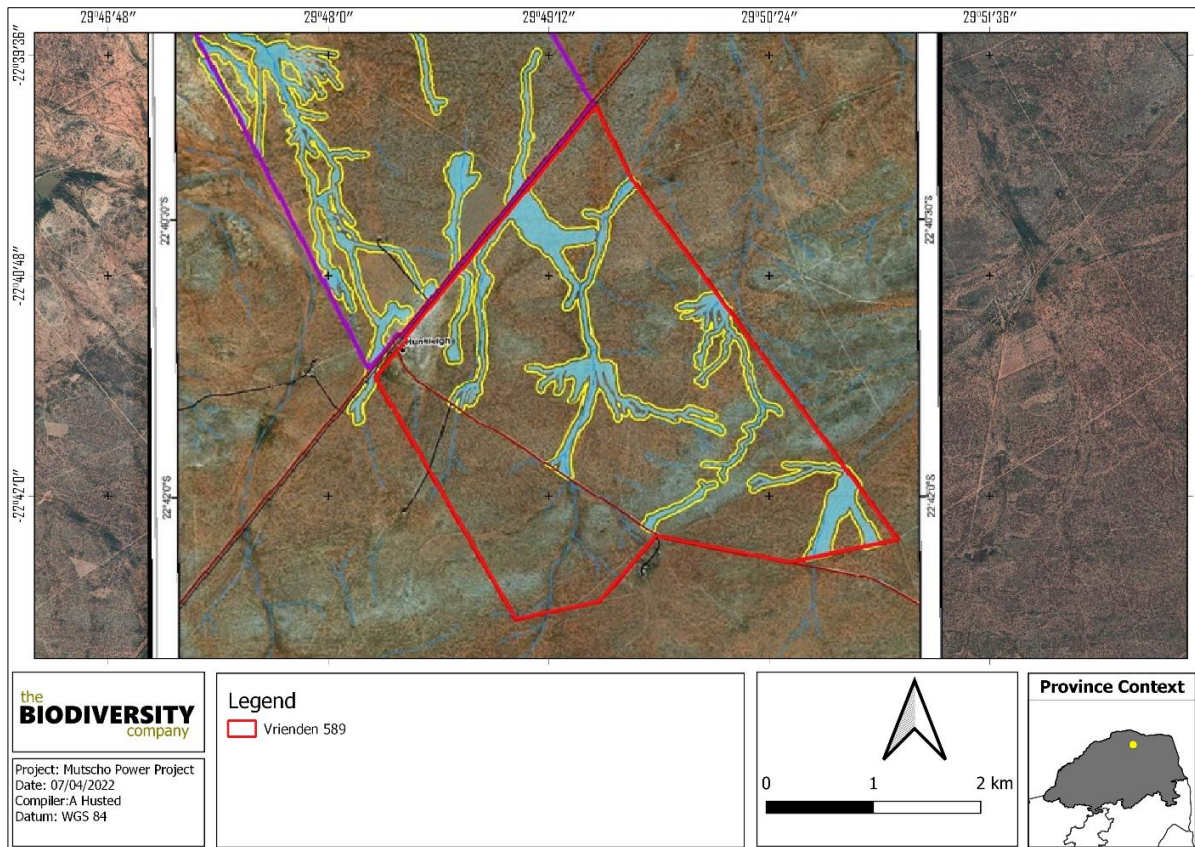 29°46'48"
29°48'0"
29°49'12"
29°50'24"
29°51'36"
-22°39'36"
22°40'30"S
-22°40'48"
Huntleigh
-22°42'0"
22°42'0"S
22°42'0"S
the
BIODIVERSITY
company
Project: Mutscho Power Project
Date: 07/04/2022
Compiler:A Husted
Datum: WGS 84
Legend
Vrienden 589
0 1 2 km
Province Context